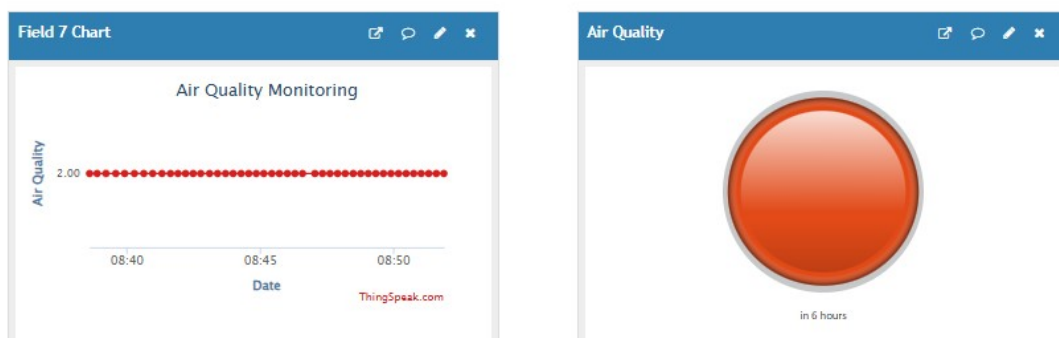 Field 7 Chart
Air Quality Monitoring
Air Quality
2.00
08:40 08:45 08:50
Date
ThingSpeak.com
Air Quality
in 6 hours